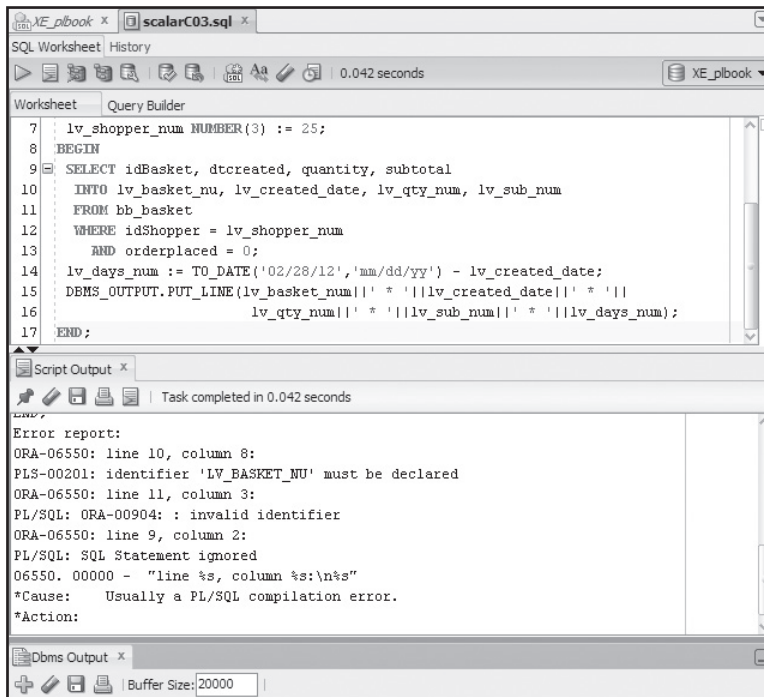 XE_plbook x scalarC03.sql x
SQL Worksheet History
0.042 seconds XE_plbook
Worksheet Query Builder
7 lv_shopper_num NUMBER(3) := 25;
8 BEGIN
9 SELECT idBasket, dtcreated, quantity, subtotal
10 INTO lv_basket_nu, lv_created_date, lv_qty_num, lv_sub_num
11 FROM bb_basket
12 WHERE idShopper = lv_shopper_num
13 AND orderplaced = 0;
14 lv_days_num := TO_DATE('02/28/12','mm/dd/yy') - lv_created_date;
15 DBMS_OUTPUT.PUT_LINE(lv_basket_num||' * '||lv_created_date||' * '||
16 lv_qty_num||' * '||lv_sub_num||' * '||lv_days_num);
17 END;
Script Output x
Task completed in 0.042 seconds
END;
Error report:
ORA-06550: line 10, column 8:
PLS-00201: identifier 'LV_BASKET_NU' must be declared
ORA-06550: line 11, column 3:
PL/SQL: ORA-00904: : invalid identifier
ORA-06550: line 9, column 2:
PL/SQL: SQL Statement ignored
06550. 00000 - "line %s, column %s:\n%s"
*Cause: Usually a PL/SQL compilation error.
*Action:
Dbms Output x
Buffer Size: 20000